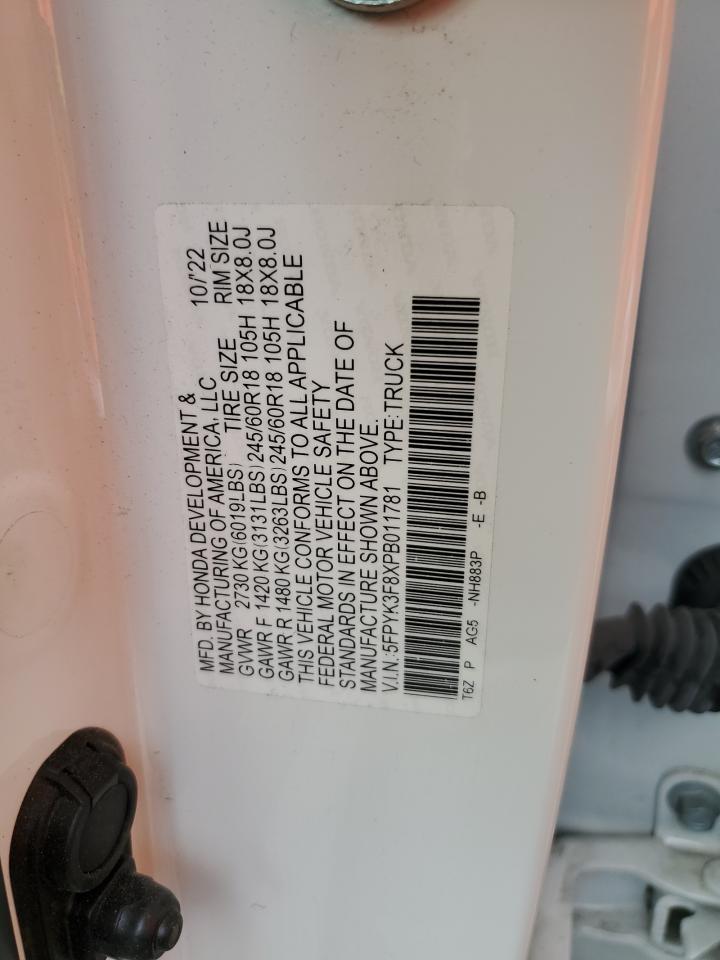 MFD. BY HONDA DEVELOPMENT &
MANUFACTURING OF AMERICA, LLC 10/'22
GVWR 2730 KG(6019LBS) TIRE SIZE RIM SIZE
GAWR F 1420 KG(3131LBS)245/60R18 105H 18X8.0J
GAWR R 1480 KG(3263LBS)245/60R18 105H 18X8.0J
THIS VEHICLE CONFORMS TO ALL APPLICABLE
FEDERAL MOTOR VEHICLE SAFETY
STANDARDS IN EFFECT ON THE DATE OF
MANUFACTURE SHOWN ABOVE.
V.I.N.:5FPYK3F8XPB011781 TYPE:TRUCK
T6Z P AG5 -NH883P -E -B